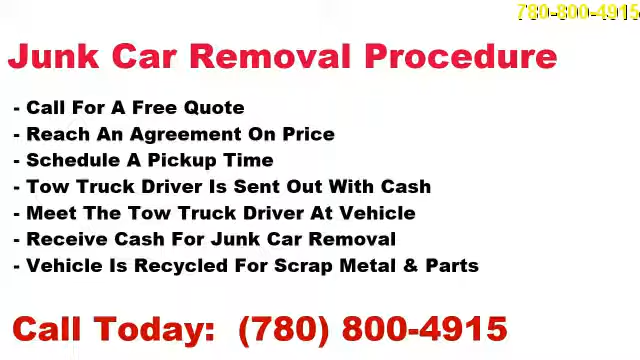 780-800-4915
Junk Car Removal Procedure
- Call For A Free Quote
- Reach An Agreement On Price
- Schedule A Pickup Time
- Tow Truck Driver Is Sent Out With Cash
- Meet The Tow Truck Driver At Vehicle
- Receive Cash For Junk Car Removal
- Vehicle Is Recycled For Scrap Metal & Parts
Call Today: (780) 800-4915